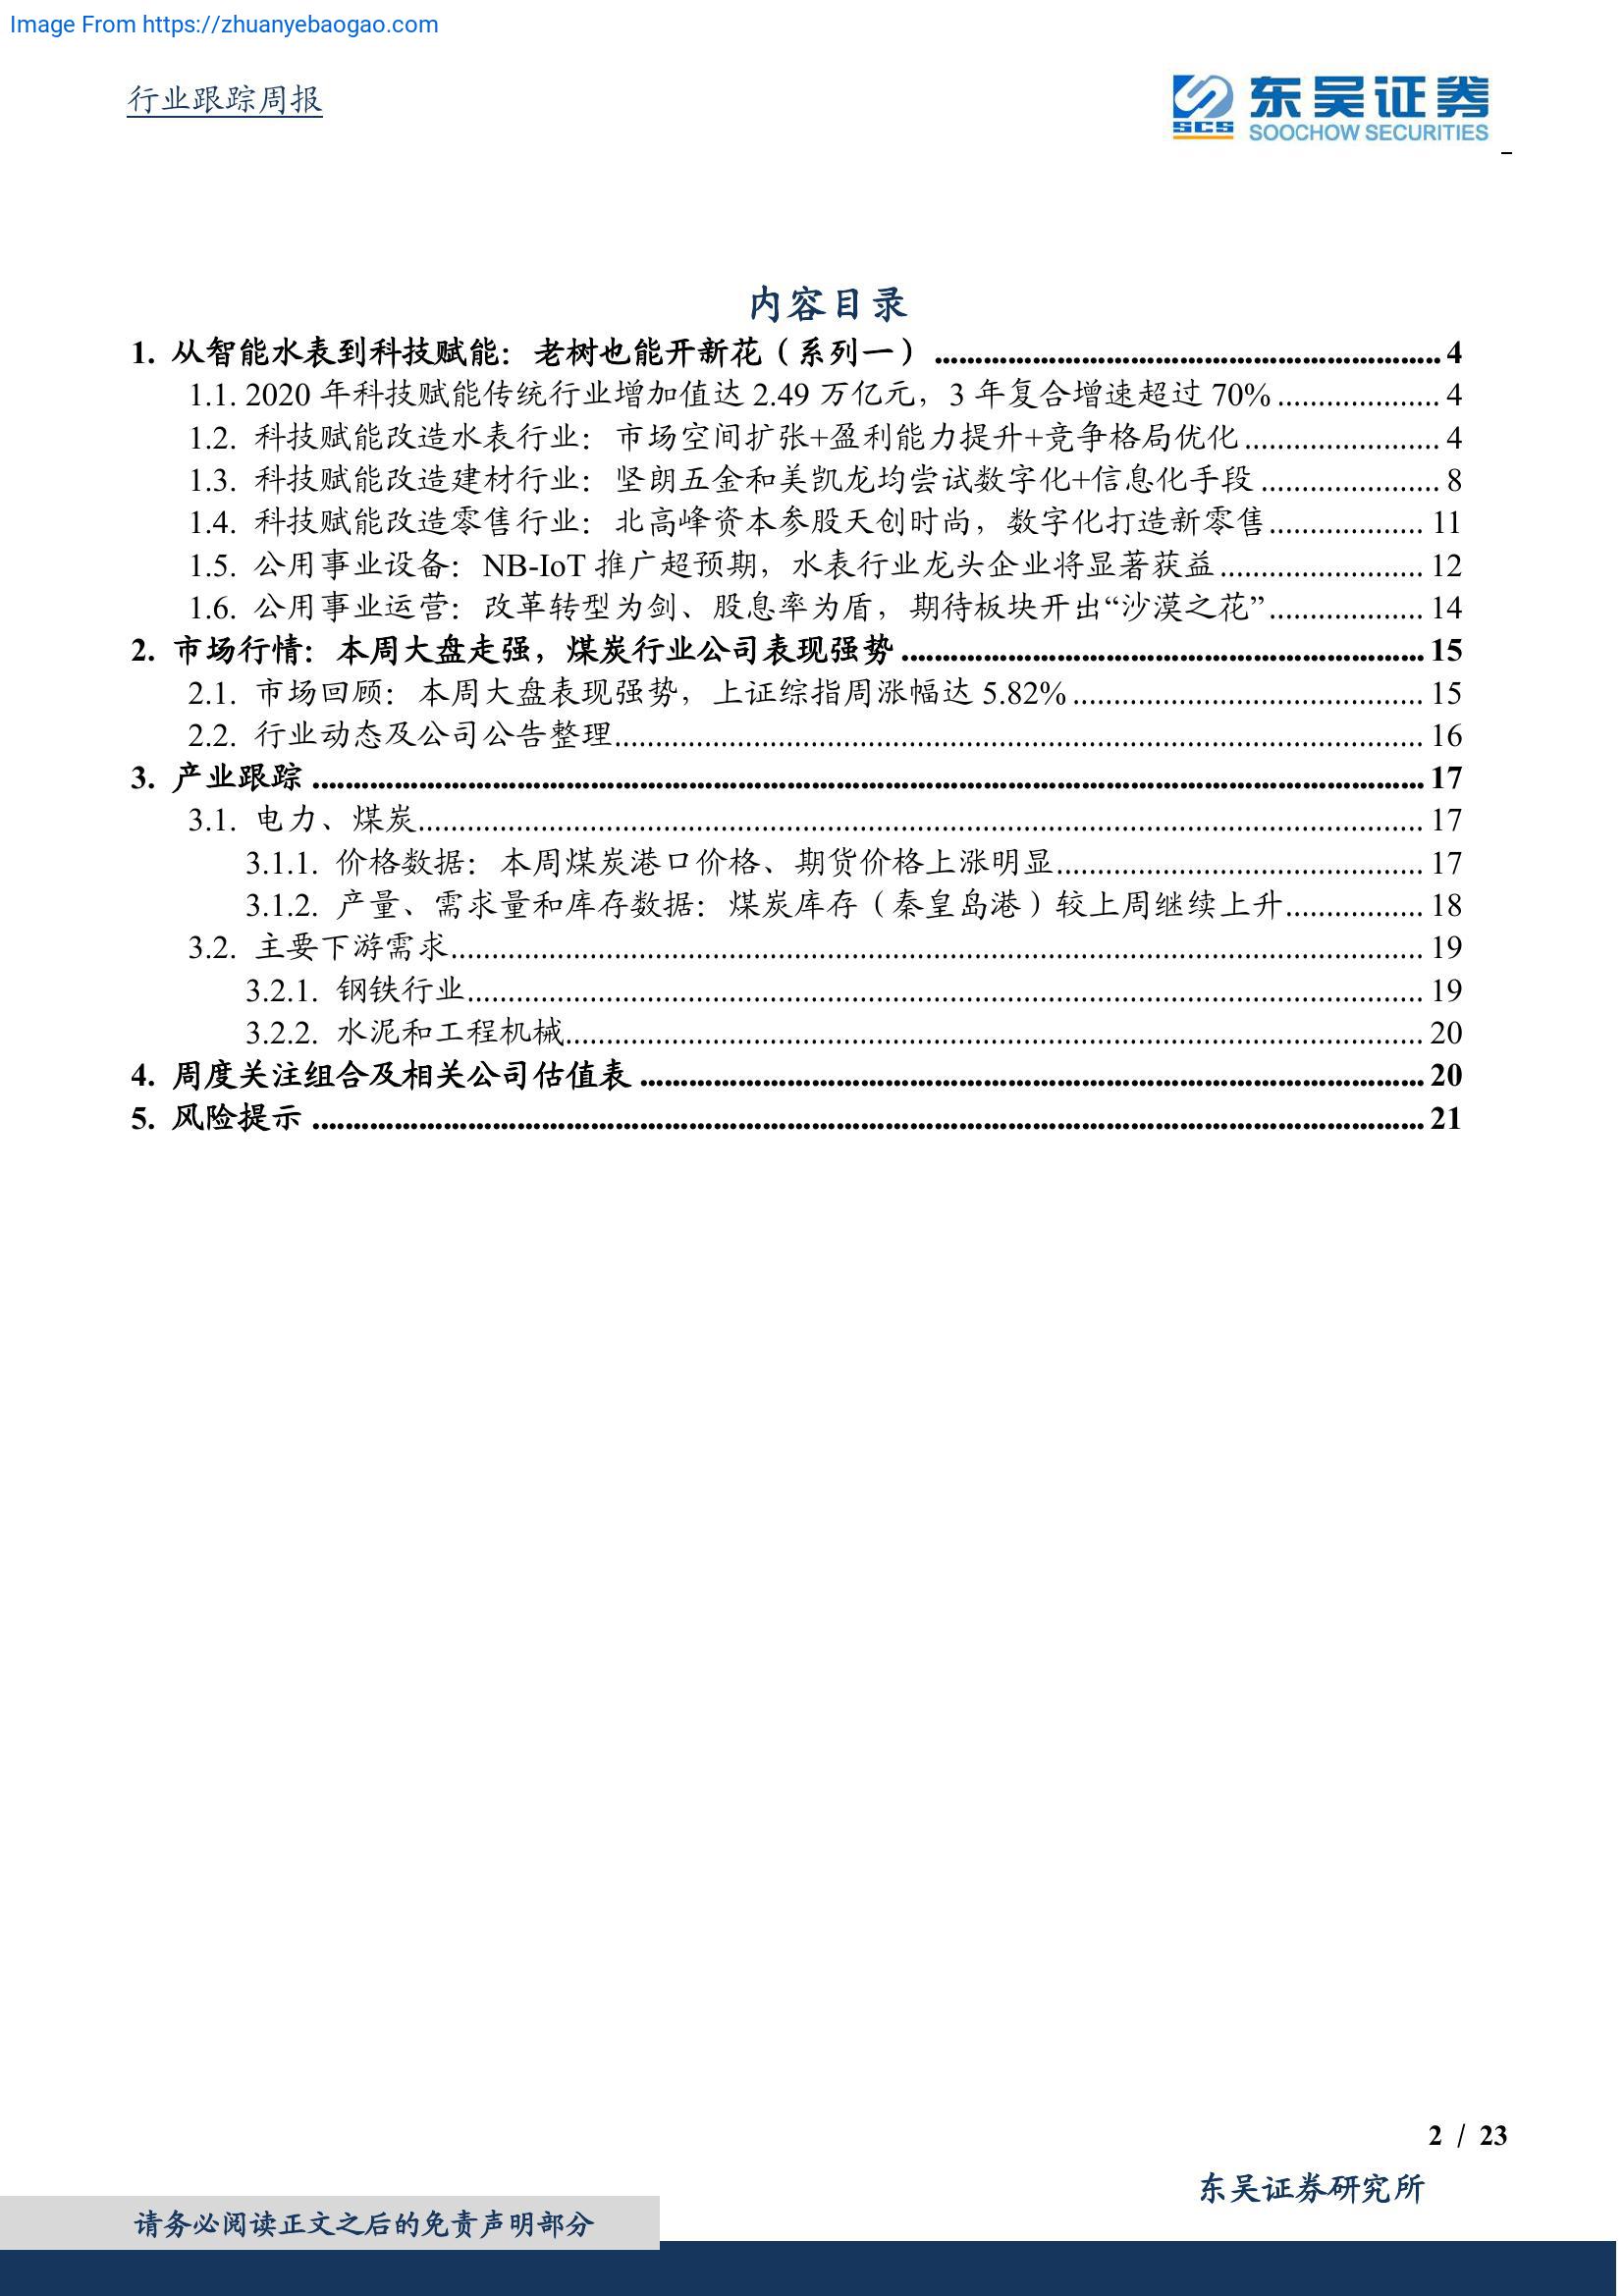 Image From https://zhuanyebaogao.com
行业跟踪周报
东吴证券
SCS
SOOCHOW SECURITIES
内容目录
1. 从智能水表到科技赋能：老树也能开新花（系列一） .............................................................. 4
1.1. 2020 年科技赋能传统行业增加值达 2.49 万亿元，3 年复合增速超过 70% .................... 4
1.2. 科技赋能改造水表行业：市场空间扩张+盈利能力提升+竞争格局优化........................ 4
1.3. 科技赋能改造建材行业：坚朗五金和美凯龙均尝试数字化+信息化手段 ...................... 8
1.4. 科技赋能改造零售行业：北高峰资本参股天创时尚，数字化打造新零售................... 11
1.5. 公用事业设备：NB-IoT 推广超预期，水表行业龙头企业将显著获益......................... 12
1.6. 公用事业运营：改革转型为剑、股息率为盾，期待板块开出“沙漠之花”................... 14
2. 市场行情：本周大盘走强，煤炭行业公司表现强势................................................................ 15
2.1. 市场回顾：本周大盘表现强势，上证综指周涨幅达 5.82% ........................................... 15
2.2. 行业动态及公司公告整理................................................................................................... 16
3. 产业跟踪 ........................................................................................................................................ 17
3.1. 电力、煤炭........................................................................................................................... 17
3.1.1. 价格数据：本周煤炭港口价格、期货价格上涨明显............................................. 17
3.1.2. 产量、需求量和库存数据：煤炭库存（秦皇岛港）较上周继续上升................. 18
3.2. 主要下游需求....................................................................................................................... 19
3.2.1. 钢铁行业..................................................................................................................... 19
3.2.2. 水泥和工程机械......................................................................................................... 20
4. 周度关注组合及相关公司估值表 ................................................................................................ 20
5. 风险提示 ........................................................................................................................................ 21
2 / 23
东吴证券研究所
请务必阅读正文之后的免责声明部分